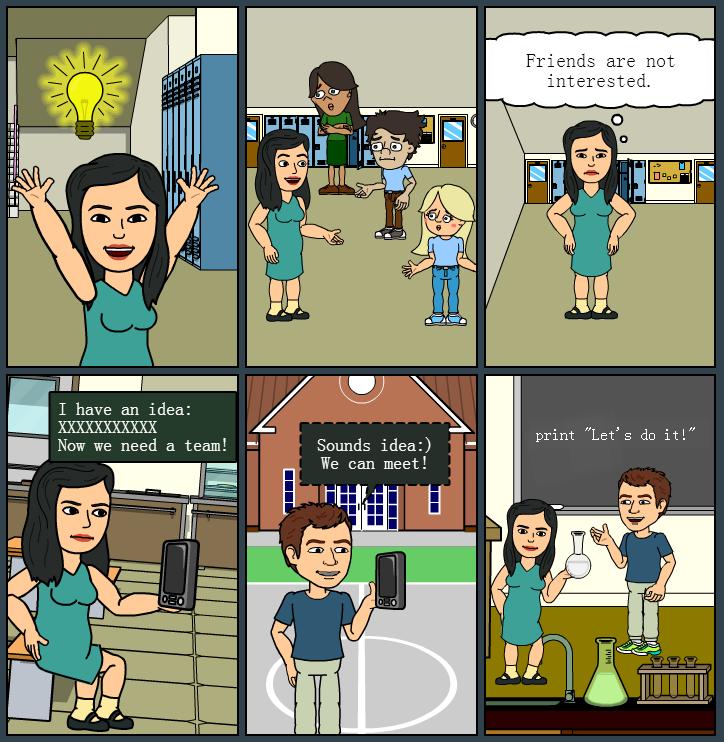 Friends are not
interested.
I have an idea:
XXXXXXXXXXX
Now we need a team!
Sounds idea:)
We can meet!
print "Let's do it!"